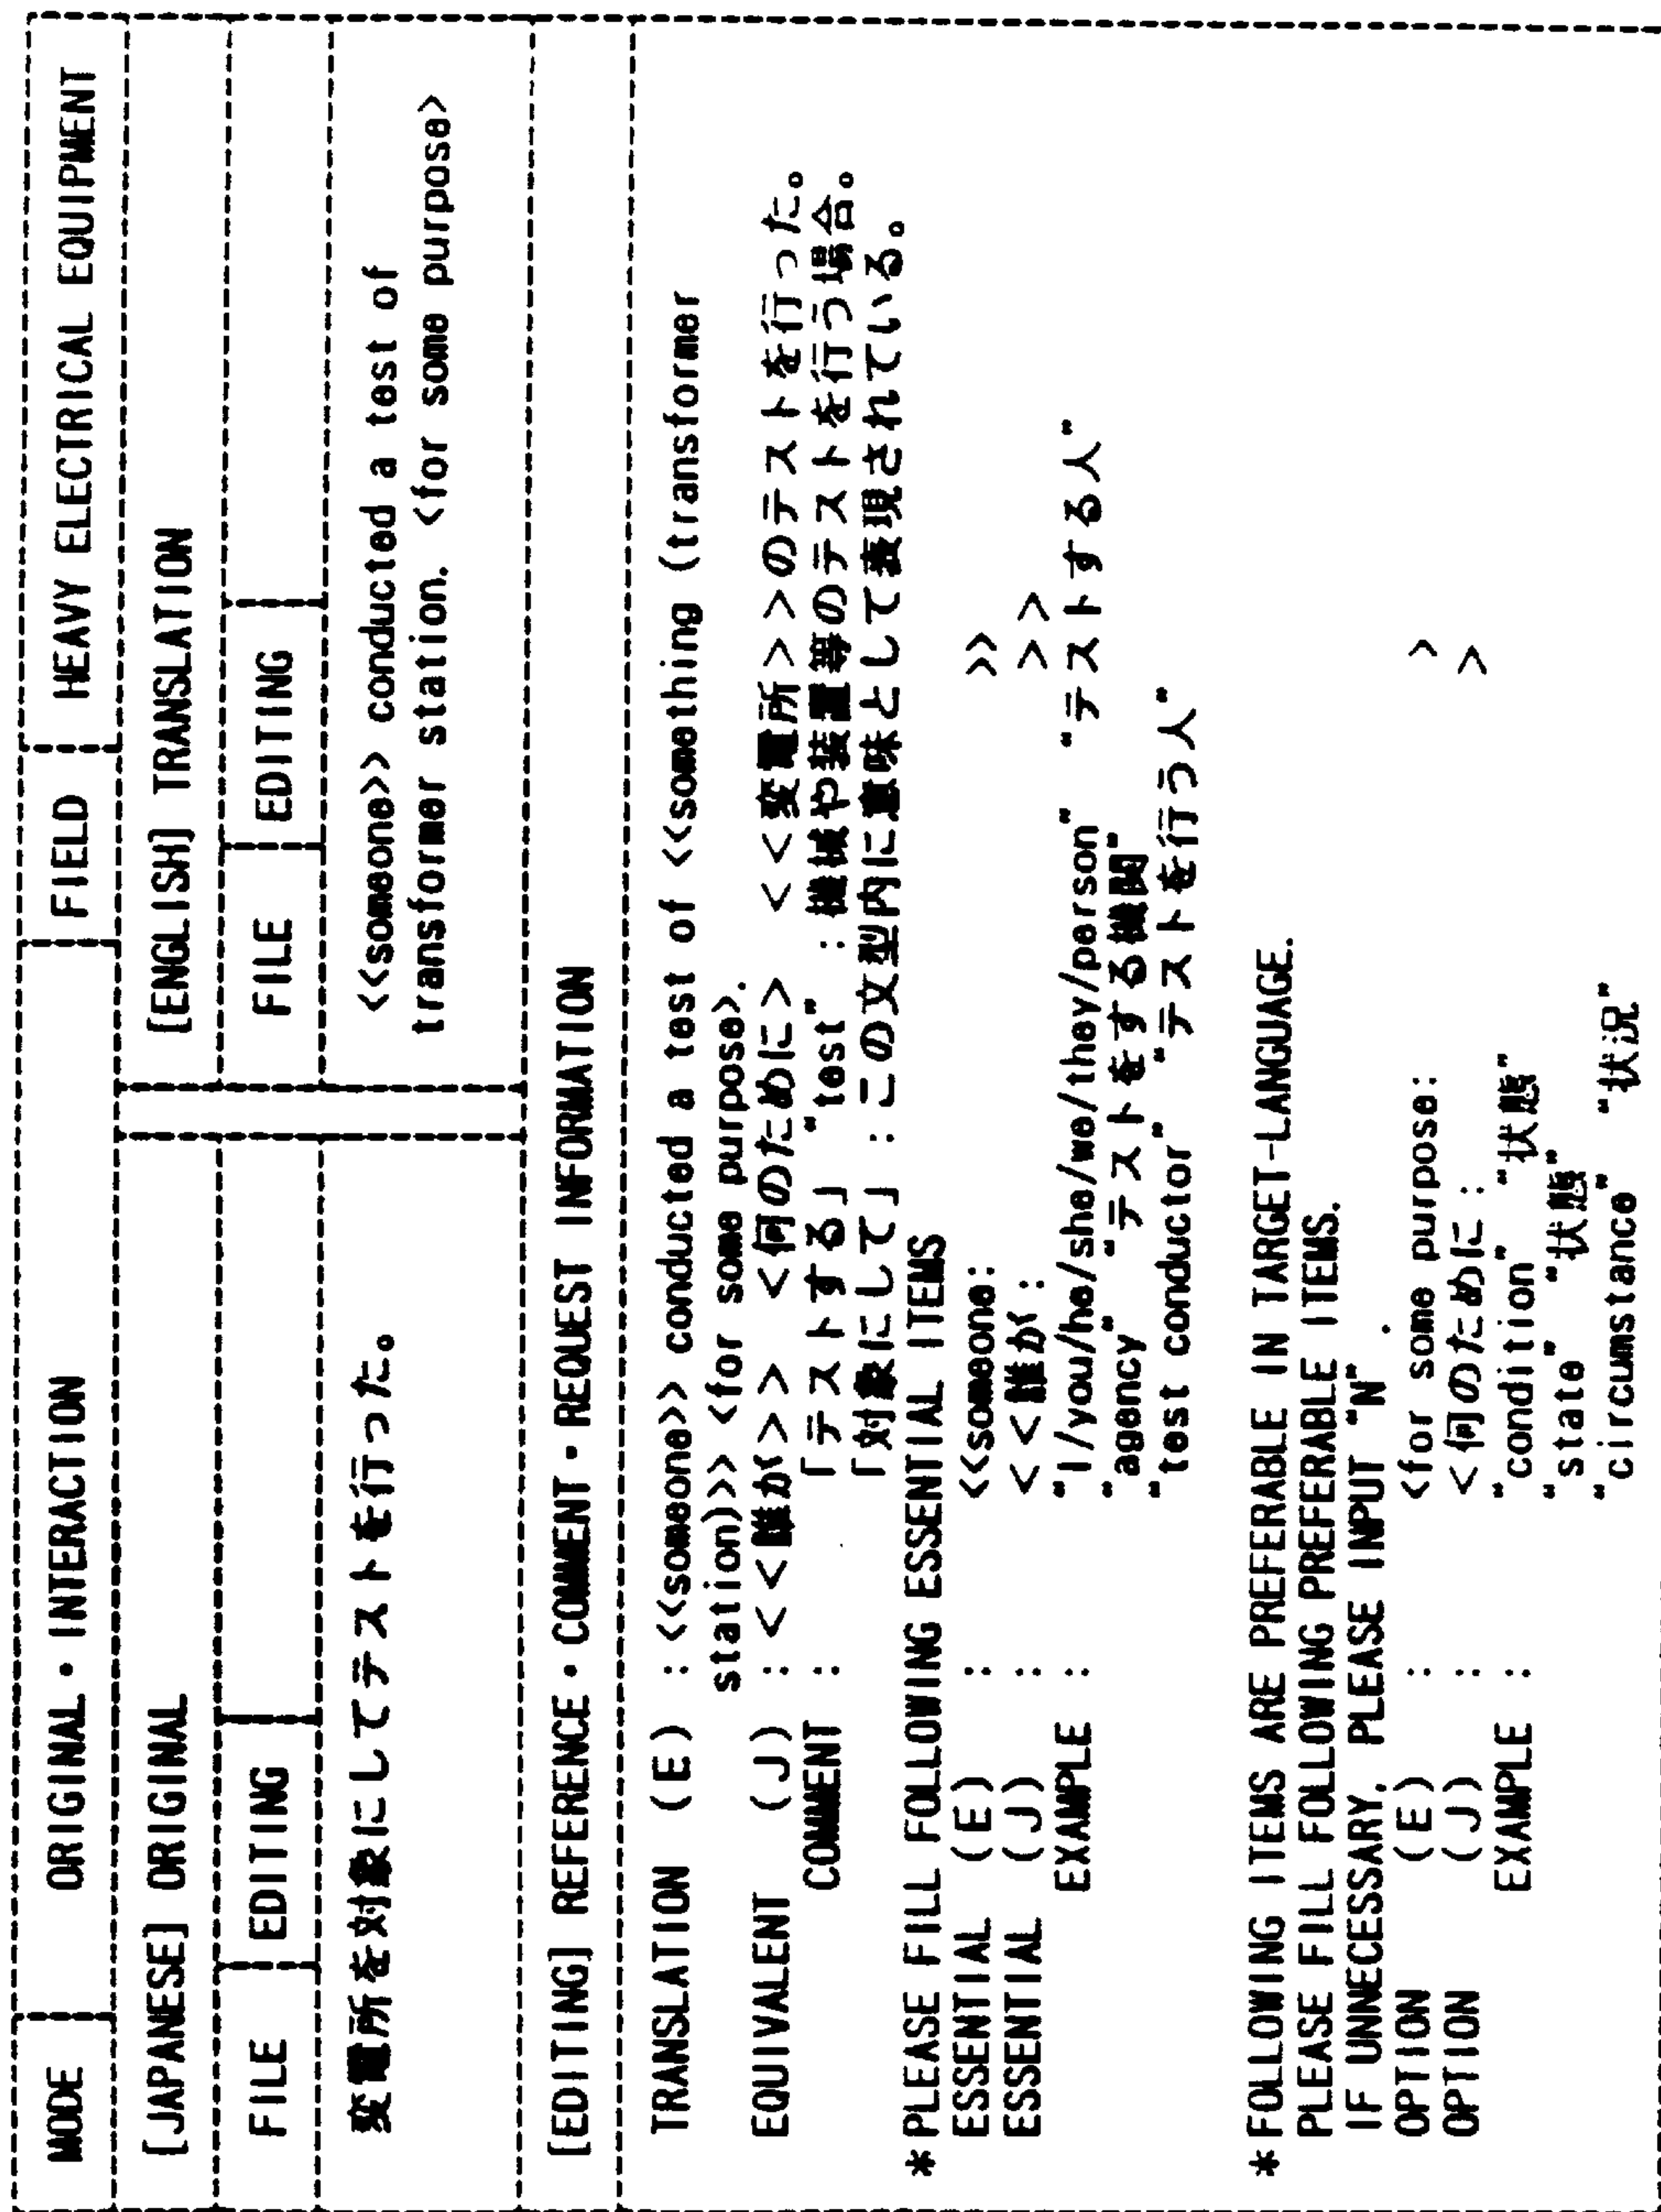 MODE ORIGINAL・INTERACTION FIELD HEAVY ELECTRICAL EQUIPMENT
[JAPANESE] ORIGINAL [ENGLISH] TRANSLATION
FILE EDITING FILE EDITING
変電所を対象にしてテストを行った。 <<someone>> conducted a test of
transformer station. <for some purpose>
[EDITING] REFERENCE・COMMENT・REQUEST INFORMATION
TRANSLATION (E) :<<someone>> conducted a test of <<something (transformer
station)>> <for some purpose>.
EQUIVALENT (J) :<<誰が>> <何のために> <<変電所>>のテストを行った。
COMMENT : 「テストする」 "test" :機械や装置等のテストを行う場合。
「対象にして」:この文型内に意味として表現されている。
*PLEASE FILL FOLLOWING ESSENTIAL ITEMS
ESSENTIAL (E) : <<someone: >>
ESSENTIAL (J) : <<誰が: >>
EXAMPLE : "I/you/he/she/we/they/person" "テストする人"
"agency" "テストをする機関"
"test conductor" "テストを行う人"
*FOLLOWING ITEMS ARE PREFERABLE IN TARGET-LANGUAGE.
PLEASE FILL FOLLOWING PREFERABLE ITEMS.
IF UNNECESSARY, PLEASE INPUT "N".
OPTION (E) : <for some purpose: >
OPTION (J) : <何のために: >
EXAMPLE : "condition" "状態"
"state" "状態"
"circumstance" "状況"